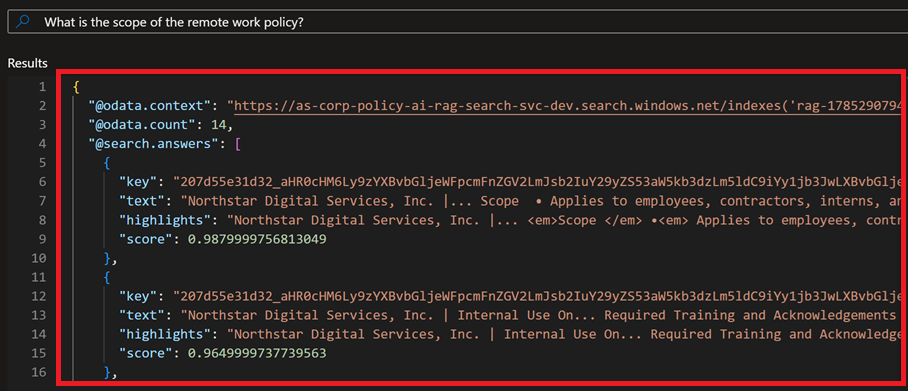 What is the scope of the remote work policy?
Results
1 {
2 "@odata.context": "https://as-corp-policy-ai-rag-search-svc-dev.search.windows.net/indexes('rag-1785290794
3 "@odata.count": 14,
4 "@search.answers": [
5 {
6 "key": "207d55e31d32_aHR0cHM6Ly9zYXBvbGljeWFpcmFnZGV2LmJsb2IuY29yZS53aW5kb3dzLm5ldC9iYy1jb3JwLXBvbGlje
7 "text": "Northstar Digital Services, Inc. |... Scope • Applies to employees, contractors, interns, an
8 "highlights": "Northstar Digital Services, Inc. |... <em>Scope </em> •<em> Applies to employees, contr
9 "score": 0.9879999756813049
10 },
11 {
12 "key": "207d55e31d32_aHR0cHM6Ly9zYXBvbGljeWFpcmFnZGV2LmJsb2IuY29yZS53aW5kb3dzLm5ldC9iYy1jb3JwLXBvbGlje
13 "text": "Northstar Digital Services, Inc. | Internal Use On... Required Training and Acknowledgements
14 "highlights": "Northstar Digital Services, Inc. | Internal Use On... Required Training and Acknowledge
15 "score": 0.9649999737739563
16 },